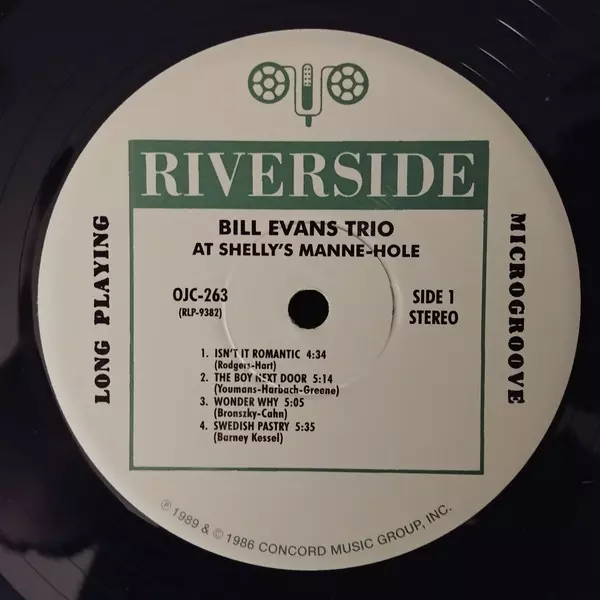 RIVERSIDE
BILL EVANS TRIO
AT SHELLY'S MANNE-HOLE
LONG PLAYING
MICROGROOVE
OJC-263
(RLP-9382)
SIDE 1
STEREO
1. ISN'T IT ROMANTIC 4:34
(Rodgers-Hart)
2. THE BOY NEXT DOOR 5:14
(Youmans-Harbach-Greene)
3. WONDER WHY 5:05
(Bronszky-Cahn)
4. SWEDISH PASTRY 5:35
(Barney Kessel)
℗ 1989 & © 1986 CONCORD MUSIC GROUP, INC.